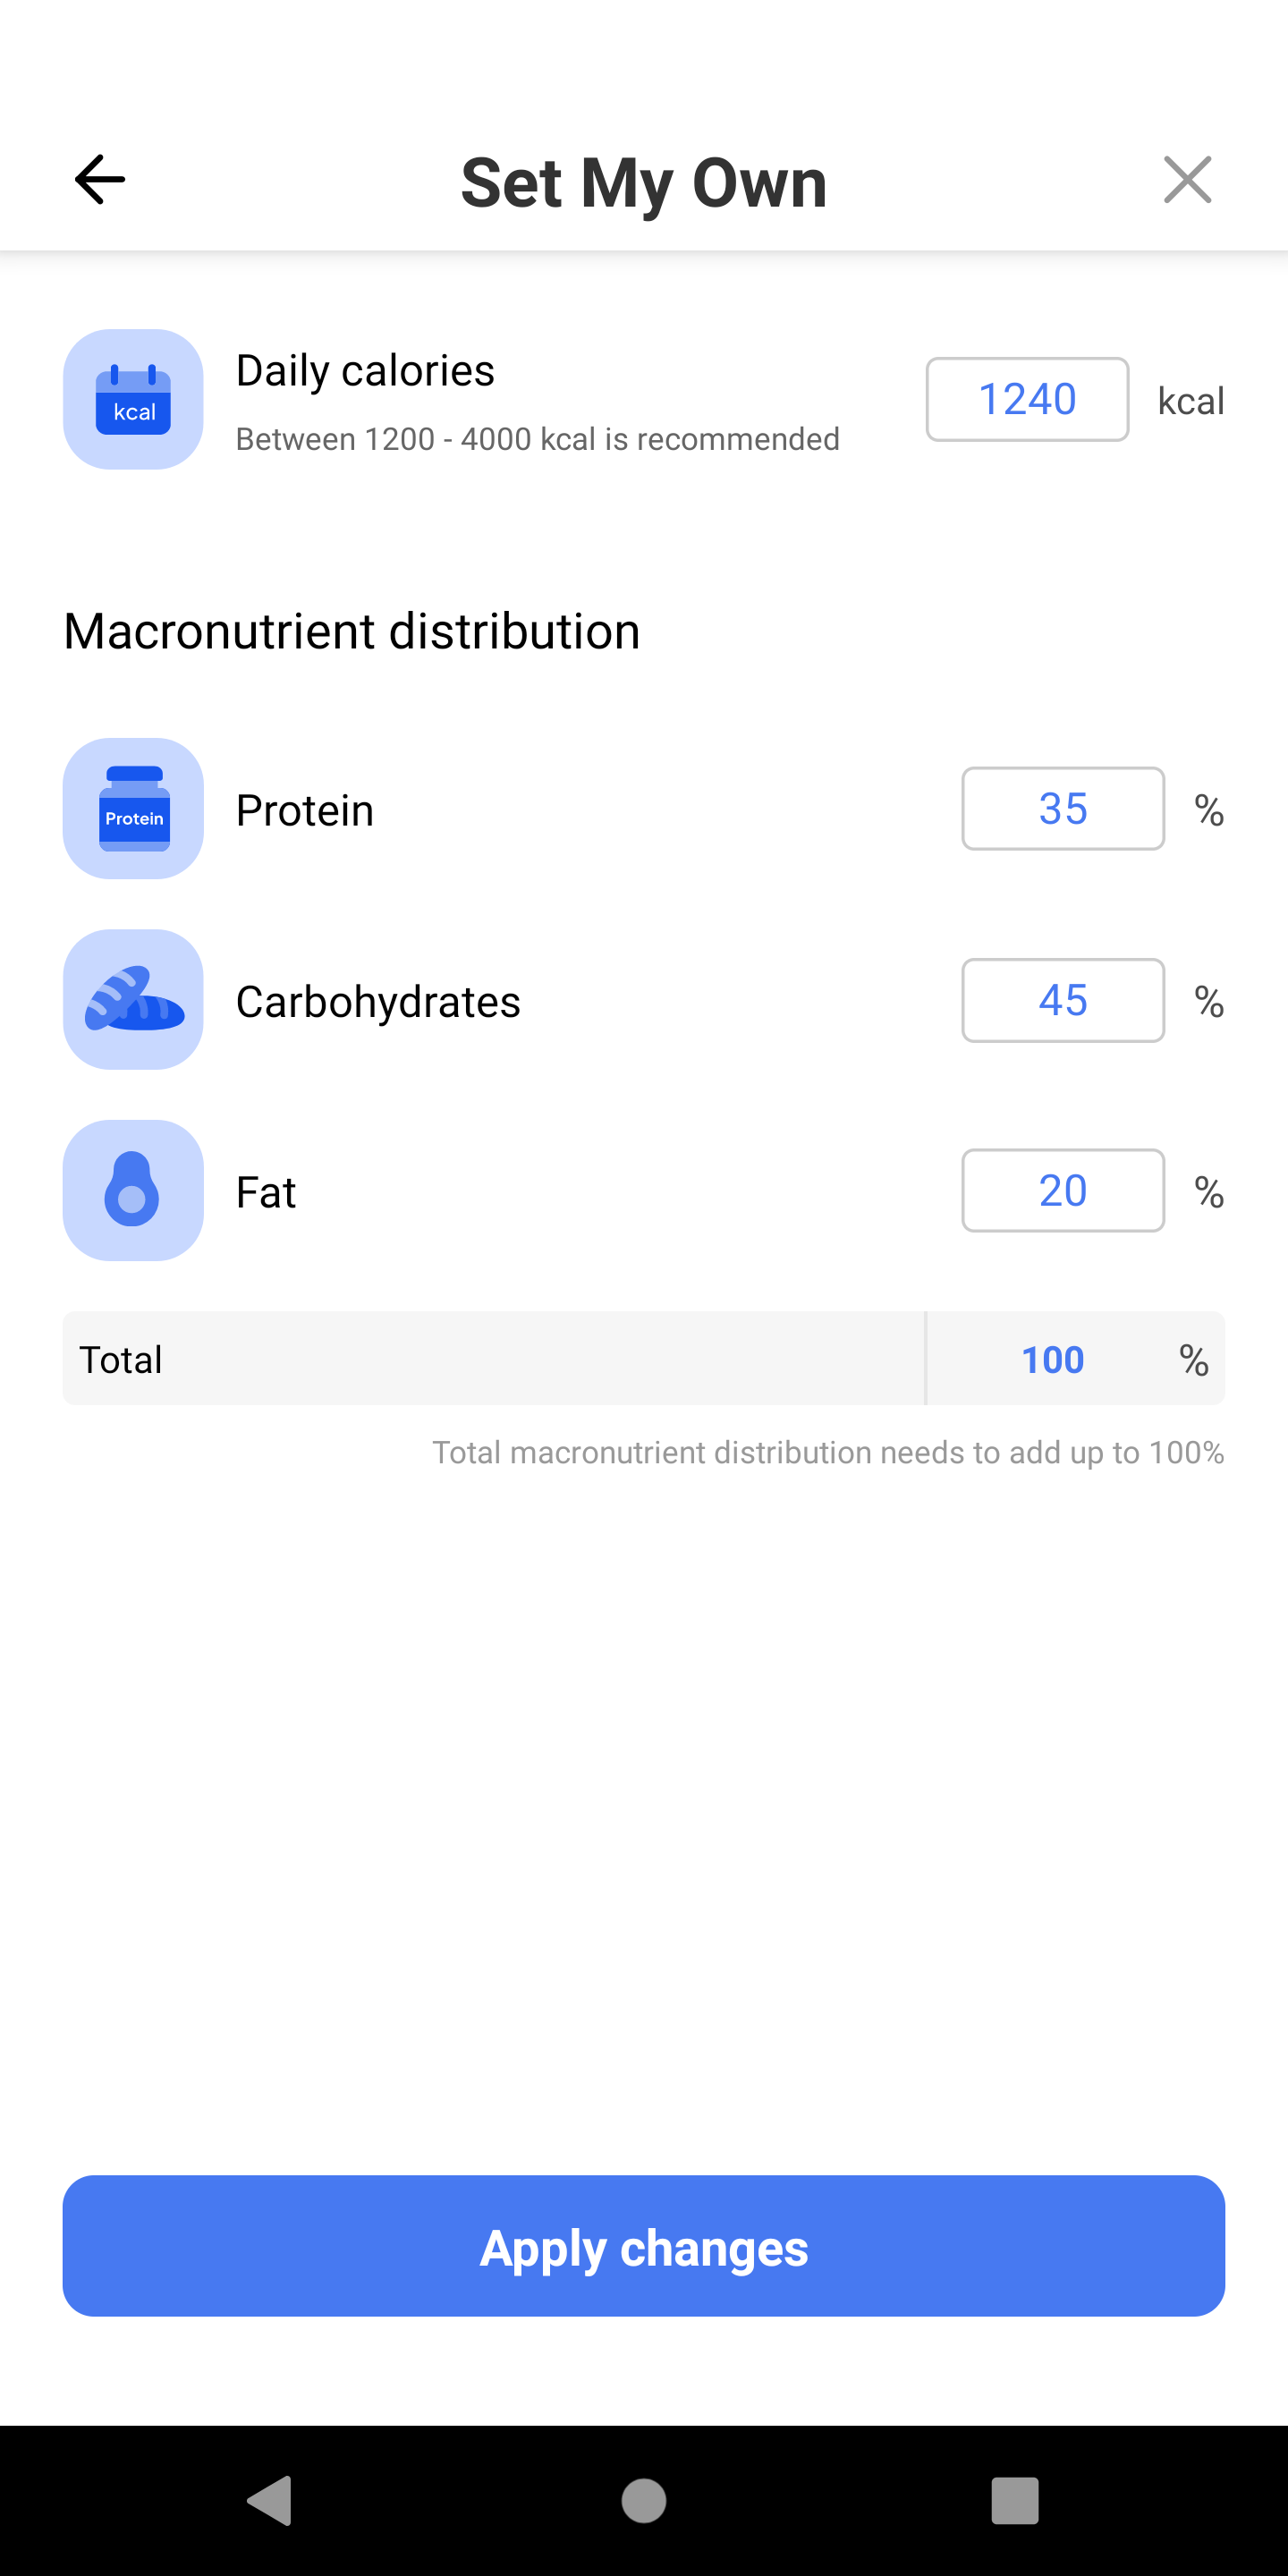 Set My Own
kcal
Daily calories
Between 1200 - 4000 kcal is recommended
1240 kcal
Macronutrient distribution
Protein
Protein
35 %
Carbohydrates
45 %
Fat
20 %
Total
100 %
Total macronutrient distribution needs to add up to 100%
Apply changes